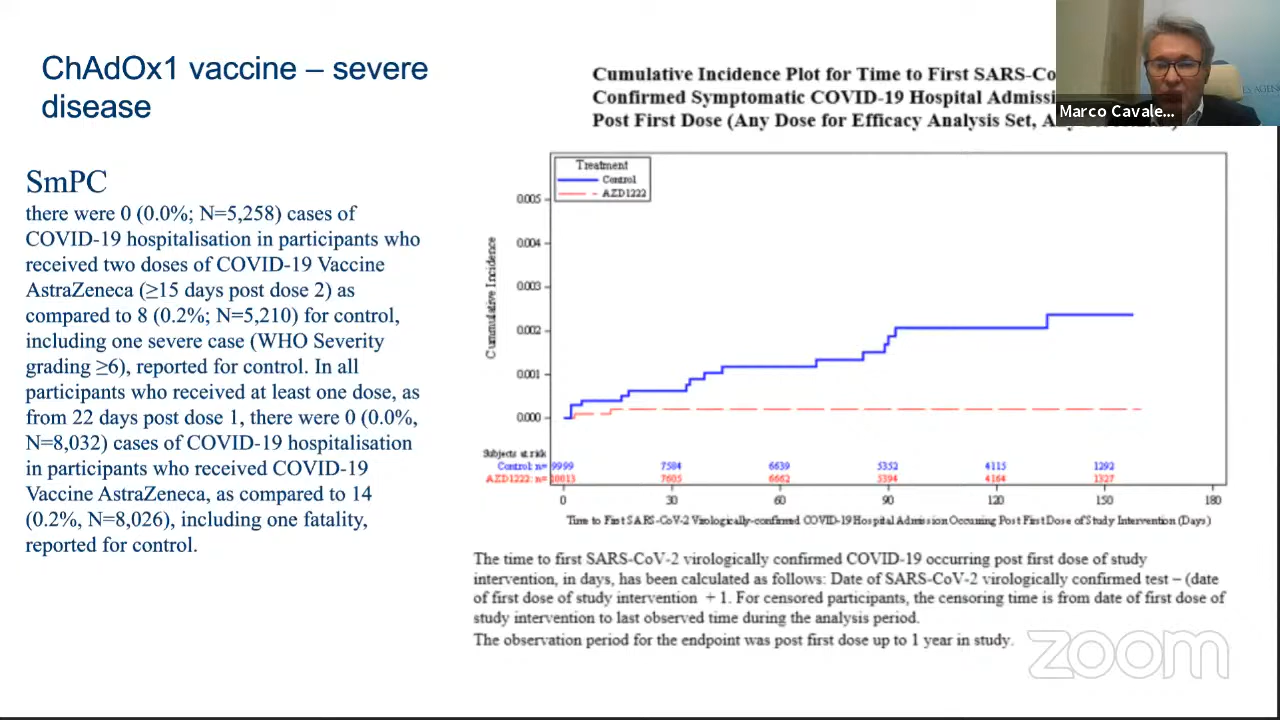 ChAdOx1 vaccine – severe
disease
SmPC
there were 0 (0.0%; N=5,258) cases of
COVID-19 hospitalisation in participants who
received two doses of COVID-19 Vaccine
AstraZeneca (≥15 days post dose 2) as
compared to 8 (0.2%; N=5,210) for control,
including one severe case (WHO Severity
grading ≥6), reported for control. In all
participants who received at least one dose, as
from 22 days post dose 1, there were 0 (0.0%,
N=8,032) cases of COVID-19 hospitalisation
in participants who received COVID-19
Vaccine AstraZeneca, as compared to 14
(0.2%, N=8,026), including one fatality,
reported for control.
Cumulative Incidence Plot for Time to First SARS-Co
Confirmed Symptomatic COVID-19 Hospital Admissi
Post First Dose (Any Dose for Efficacy Analysis Set,
Marco Cavale...
Treatment
Control
AZD1222
Cummulative Incidence
0.005
0.004
0.003
0.002
0.001
0.000
Subjects at risk
Control: n= 9999 7584 6639 5352 4115 1292
AZD1222: n= 10013 7605 6662 5394 4164 1327
0 30 60 90 120 150 180
Time to First SARS-CoV-2 Virologically-confirmed COVID-19 Hospital Admission Occuring Post First Dose of Study Intervention (Days)
The time to first SARS-CoV-2 virologically confirmed COVID-19 occurring post first dose of study
intervention, in days, has been calculated as follows: Date of SARS-CoV-2 virologically confirmed test – (date
of first dose of study intervention + 1. For censored participants, the censoring time is from date of first dose of
study intervention to last observed time during the analysis period.
The observation period for the endpoint was post first dose up to 1 year in study.
zoom